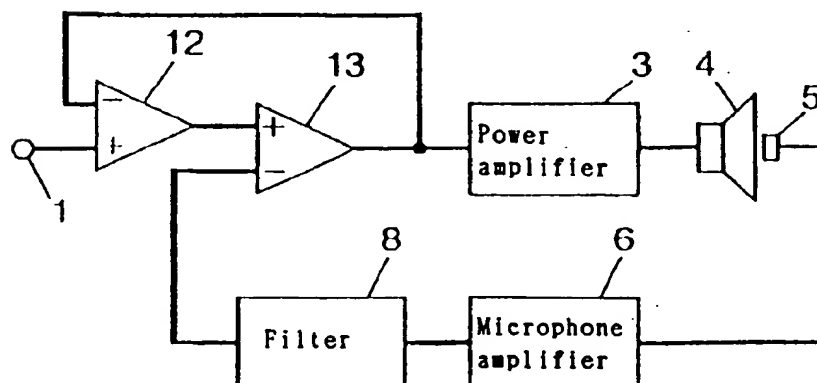 12
13
3
4
5
−
+
+
−
Power
amplifier
1
8
6
Filter
Microphone
amplifier